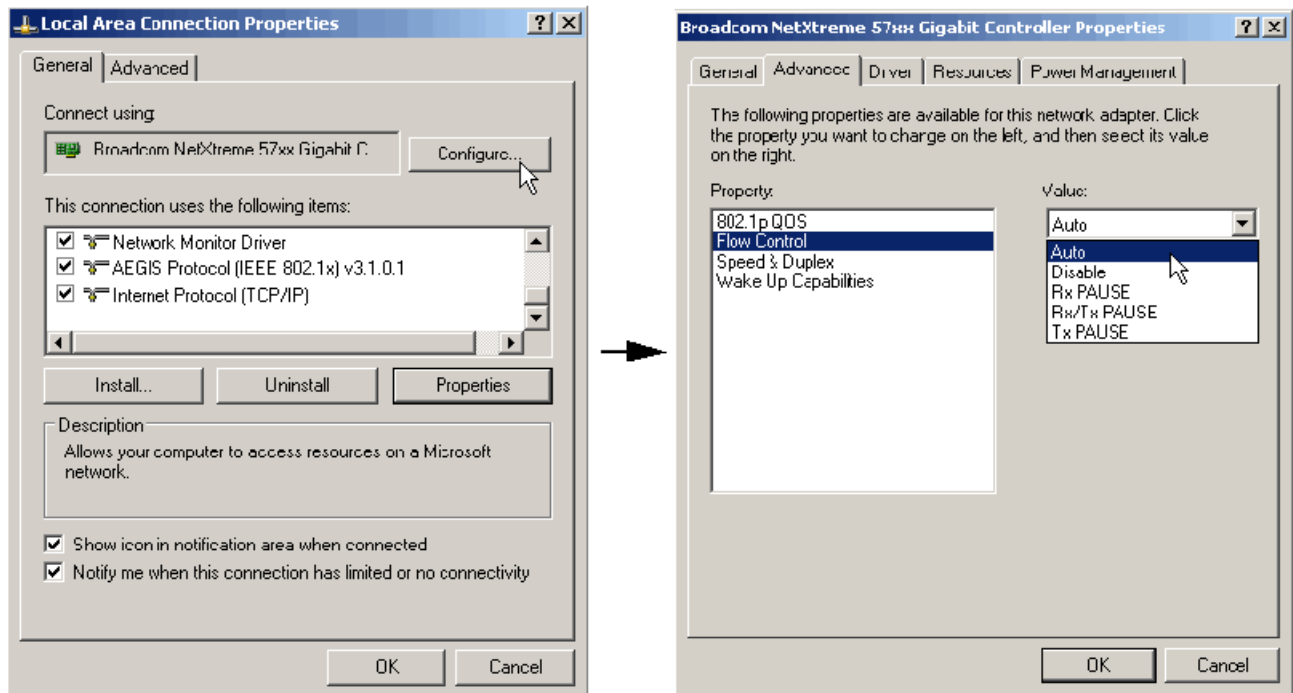 Local Area Connection Properties
General
Advanced
Connect using:
Broadcom NetXtreme 57xx Gigabit C
Configure...
This connection uses the following items:
Network Monitor Driver
AEGIS Protocol (IEEE 802.1x) v3.1.0.1
Internet Protocol (TCP/IP)
Install...
Uninstall
Properties
Description
Allows your computer to access resources on a Microsoft
network.
Show icon in notification area when connected
Notify me when this connection has limited or no connectivity
OK
Cancel
Broadcom NetXtreme 57xx Gigabit Controller Properties
General
Advanced
Driver
Resources
Power Management
The following properties are available for this network adapter. Click
the property you want to change on the left, and then select its value
on the right.
Property:
Value:
802.1p QOS
Flow Control
Speed & Duplex
Wake Up Capabilities
Auto
Auto
Disable
Rx PAUSE
Rx/Tx PAUSE
Tx PAUSE
OK
Cancel